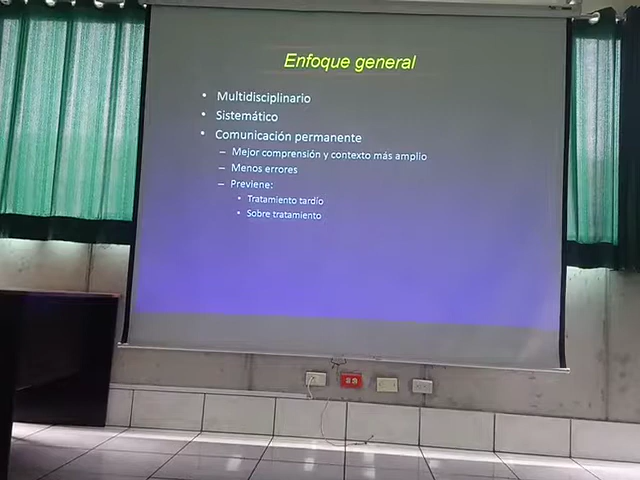 Enfoque general
• Multidisciplinario
• Sistemático
• Comunicación permanente
– Mejor comprensión y contexto más amplio
– Menos errores
– Previene:
• Tratamiento tardío
• Sobre tratamiento